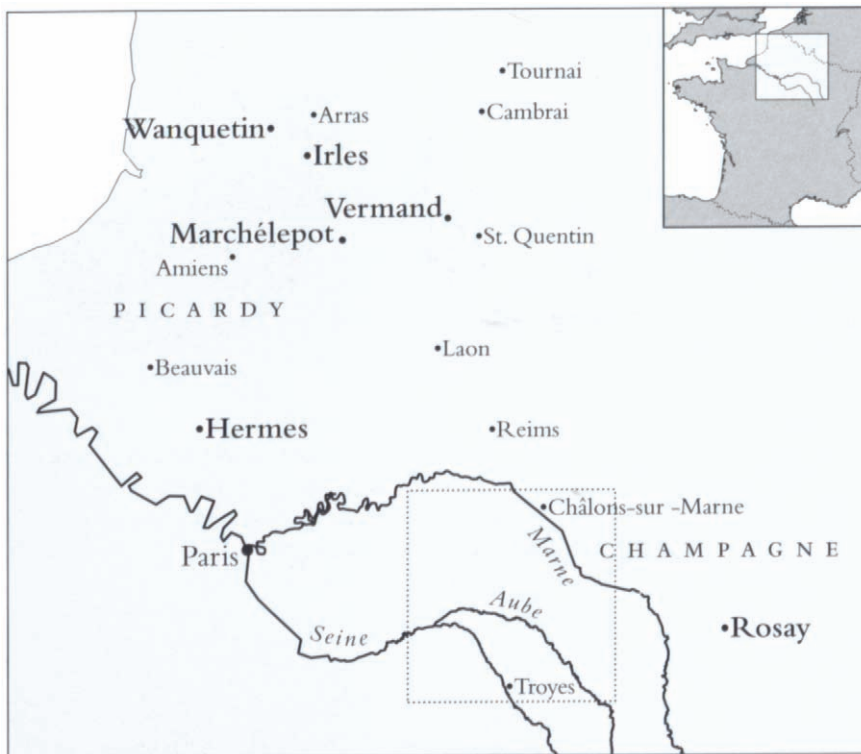 Tournai
Arras
Cambrai
Wanquetin
Irles
Vermand
Marchélepot
St. Quentin
Amiens
PICARDY
Laon
Beauvais
Hermes
Reims
Châlons-sur -Marne
Paris
Marne
CHAMPAGNE
Aube
Seine
Rosay
Troyes